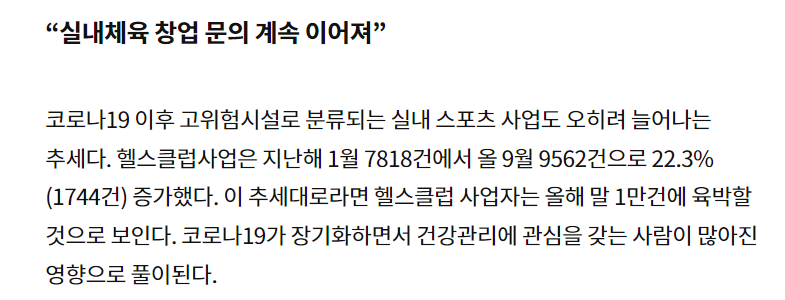 “실내체육 창업 문의 계속 이어져”
코로나19 이후 고위험시설로 분류되는 실내 스포츠 사업도 오히려 늘어나는
추세다. 헬스클럽사업은 지난해 1월 7818건에서 올 9월 9562건으로 22.3%
(1744건) 증가했다. 이 추세대로라면 헬스클럽 사업자는 올해 말 1만건에 육박할
것으로 보인다. 코로나19가 장기화하면서 건강관리에 관심을 갖는 사람이 많아진
영향으로 풀이된다.